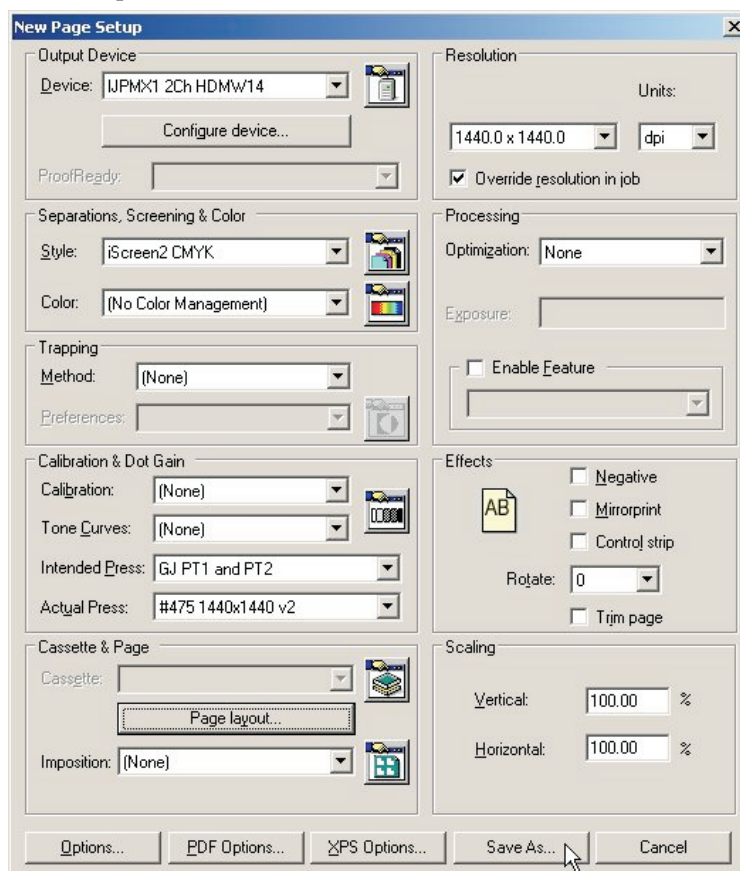 New Page Setup
Output Device
Device: IJPMX1 2Ch HDMW14
Configure device...
ProofReady:
Separations, Screening & Color
Style: iScreen2 CMYK
Color: (No Color Management)
Trapping
Method: (None)
Preferences:
Calibration & Dot Gain
Calibration: (None)
Tone Curves: (None)
Intended Press: GJ PT1 and PT2
Actual Press: #475 1440x1440 v2
Cassette & Page
Cassette:
Page layout...
Imposition: (None)
Resolution
Units:
1440.0 x 1440.0 dpi
Override resolution in job
Processing
Optimization: None
Exposure:
Enable Feature
Effects
AB
Negative
Mirrorprint
Control strip
Rotate: 0
Trim page
Scaling
Vertical: 100.00 %
Horizontal: 100.00 %
Options... PDF Options... XPS Options... Save As... Cancel